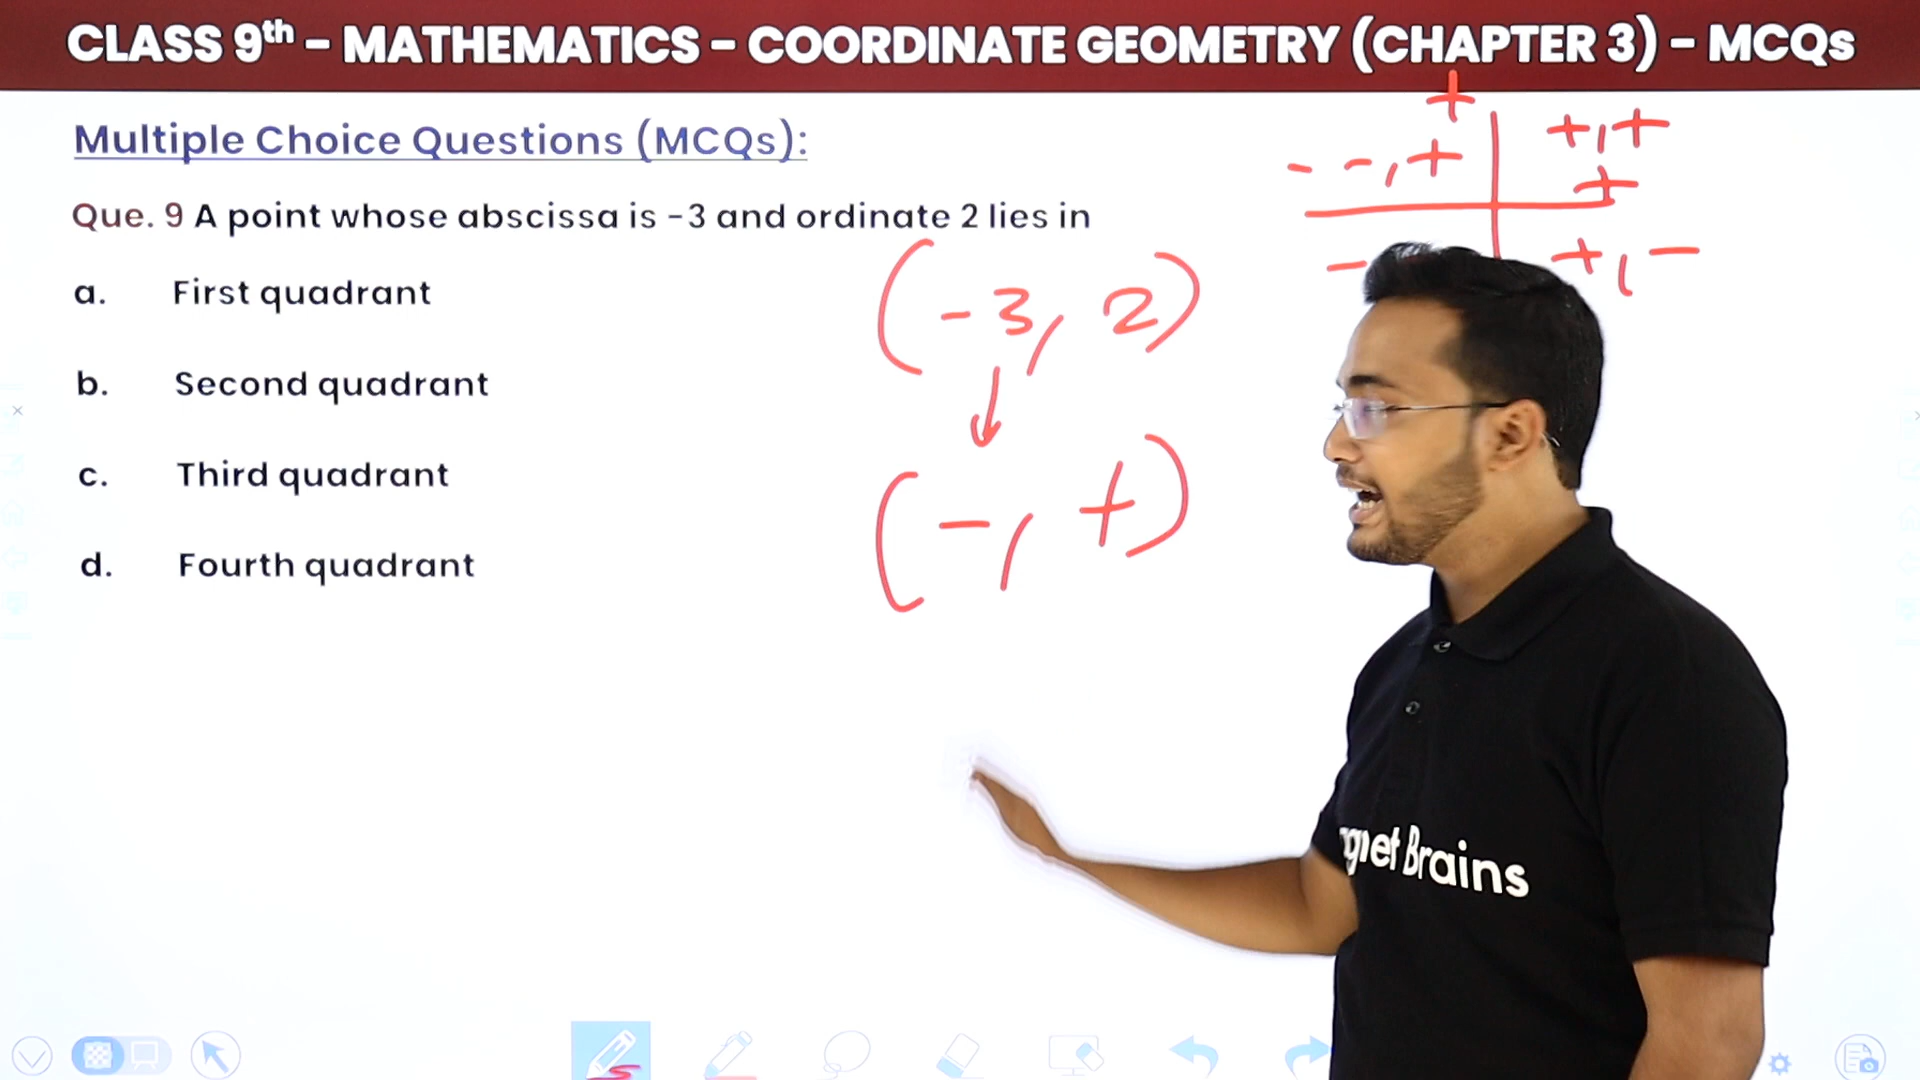 CLASS 9th - MATHEMATICS - COORDINATE GEOMETRY (CHAPTER 3) - MCQs
Multiple Choice Questions (MCQs):
Que. 9 A point whose abscissa is -3 and ordinate 2 lies in
a. First quadrant
b. Second quadrant
c. Third quadrant
d. Fourth quadrant
(-3, 2)
(-, +)
+
- -, + +, +
+
- +, -
gnet Brains